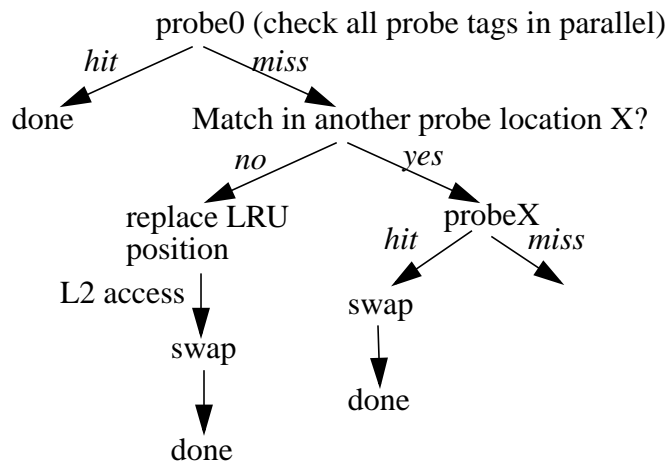 probe0 (check all probe tags in parallel)
hit
miss
done
Match in another probe location X?
no
yes
replace LRU
position
probeX
hit
miss
L2 access
swap
swap
done
done